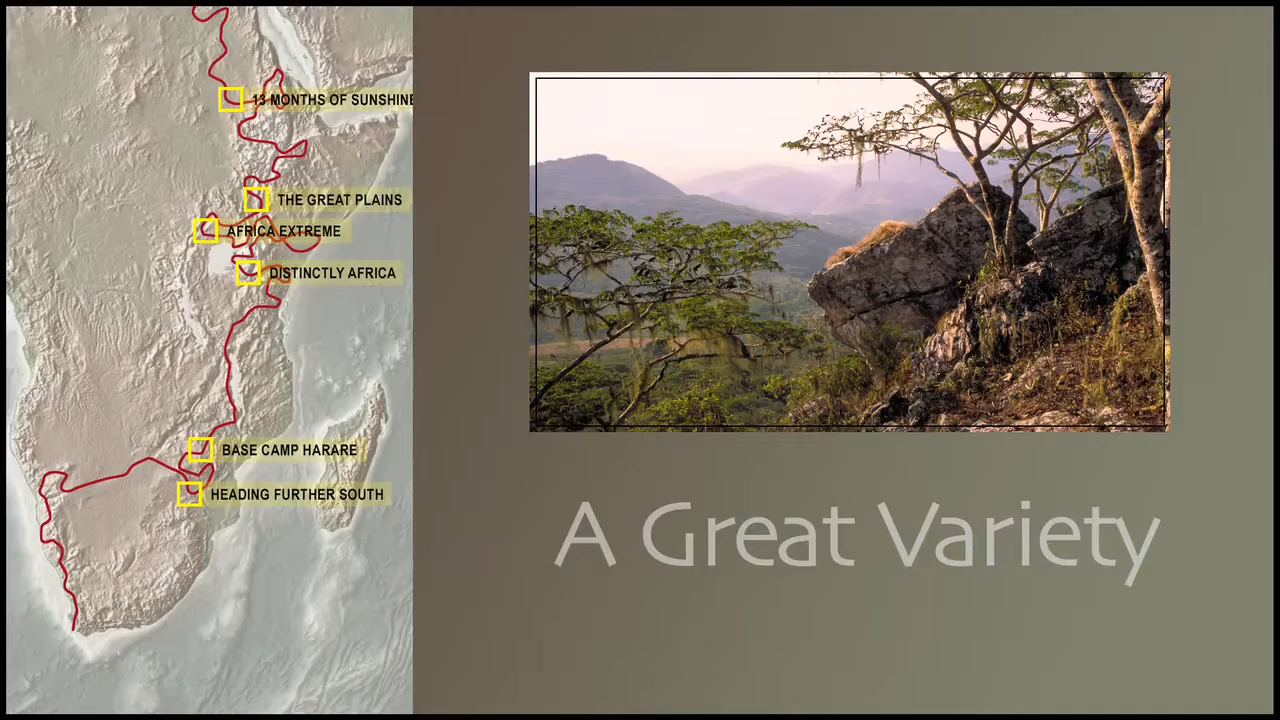 13 MONTHS OF SUNSHINE
THE GREAT PLAINS
AFRICA EXTREME
DISTINCTLY AFRICA
BASE CAMP HARARE
HEADING FURTHER SOUTH
A Great Variety